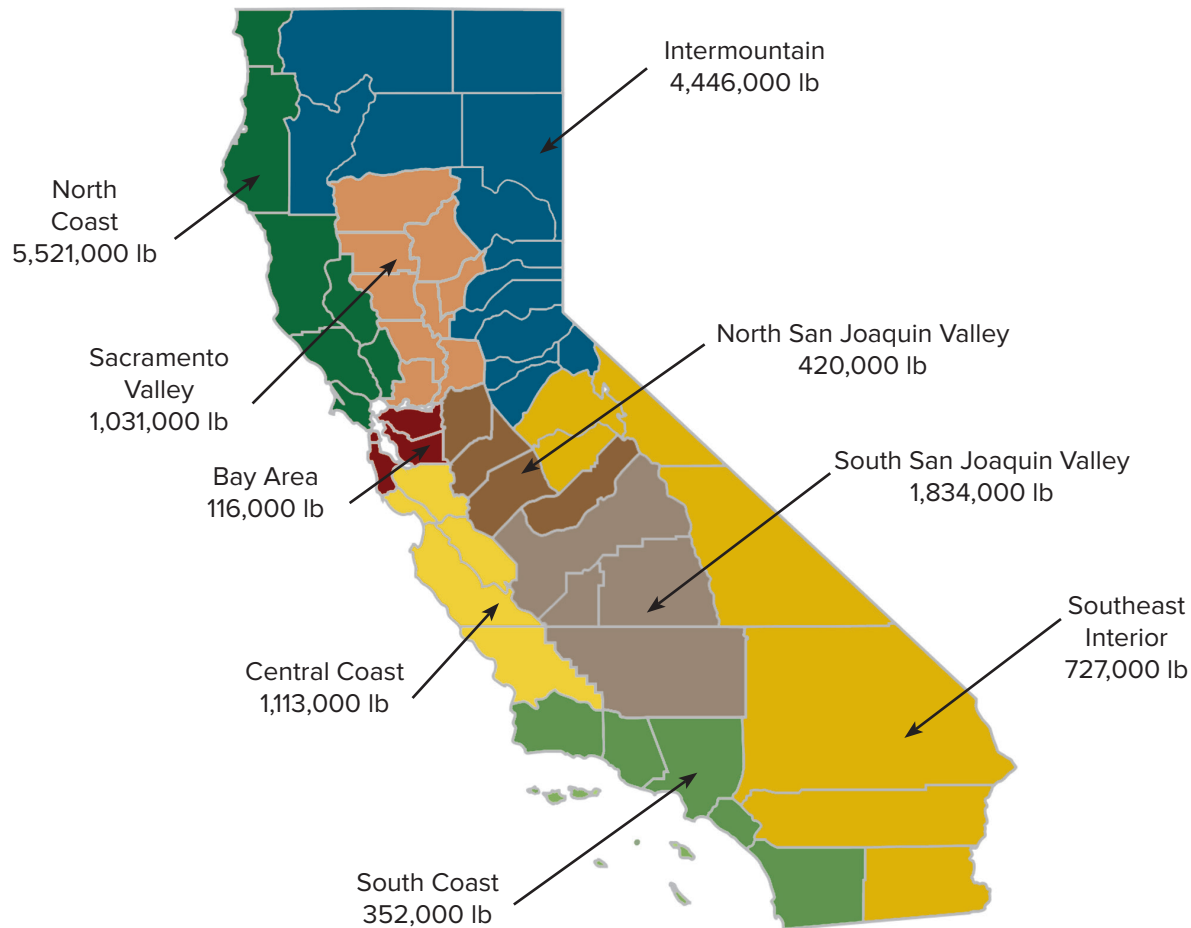 Intermountain
4,446,000 lb
North
Coast
5,521,000 lb
North San Joaquin Valley
420,000 lb
Sacramento
Valley
1,031,000 lb
South San Joaquin Valley
1,834,000 lb
Bay Area
116,000 lb
Southeast
Interior
727,000 lb
Central Coast
1,113,000 lb
South Coast
352,000 lb